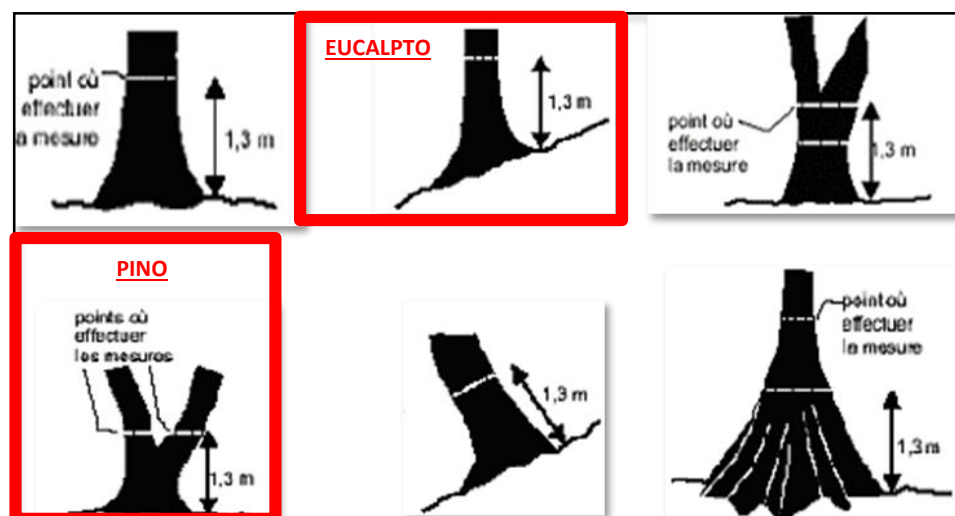 point où
effectuer
la mesure
1,3 m
EUCALPTO
1,3 m
point où
effectuer
la mesure
1,3 m
PINO
points où
effectuer
les mesures
1,3 m
1,3 m
point où
effectuer
la mesure
1,3 m